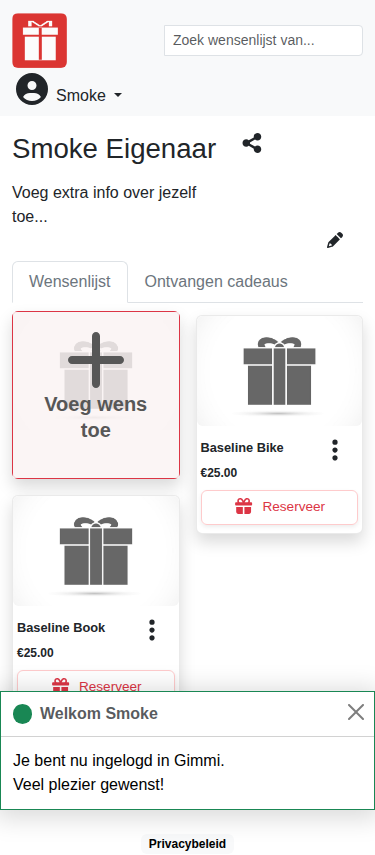 Zoek wensenlijst van...
Smoke
Smoke Eigenaar
Voeg extra info over jezelf
toe...
Wensenlijst
Ontvangen cadeaus
Voeg wens
toe
Baseline Bike
€25.00
Reserveer
Baseline Book
€25.00
Reserveer
Welkom Smoke
Je bent nu ingelogd in Gimmi.
Veel plezier gewenst!
Privacybeleid